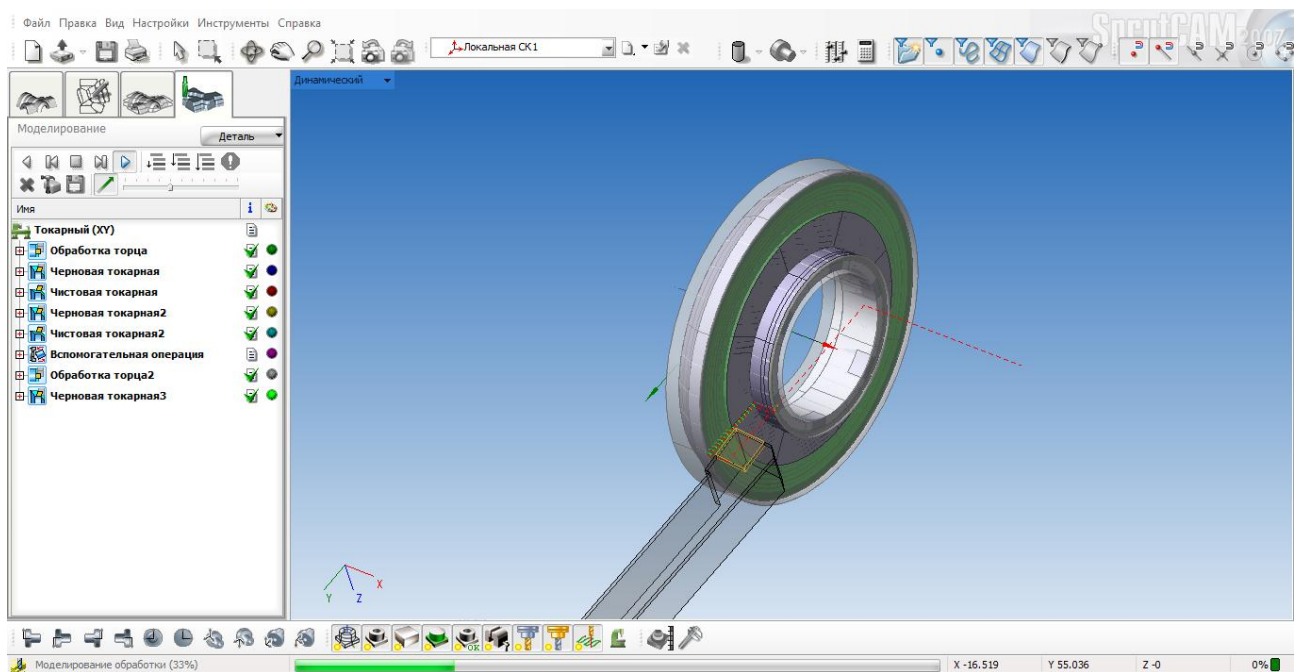 Файл Правка Вид Настройки Инструменты Справка
SprutCAM 2007
Локальная СК1
Динамический
Моделирование
Деталь
Имя
Токарный (XY)
Обработка торца
Черновая токарная
Чистовая токарная
Черновая токарная2
Чистовая токарная2
Вспомогательная операция
Обработка торца2
Черновая токарная3
X
Y
Z
OK
Моделирование обработки (33%)
X -16.519
Y 55.036
Z -0
0%